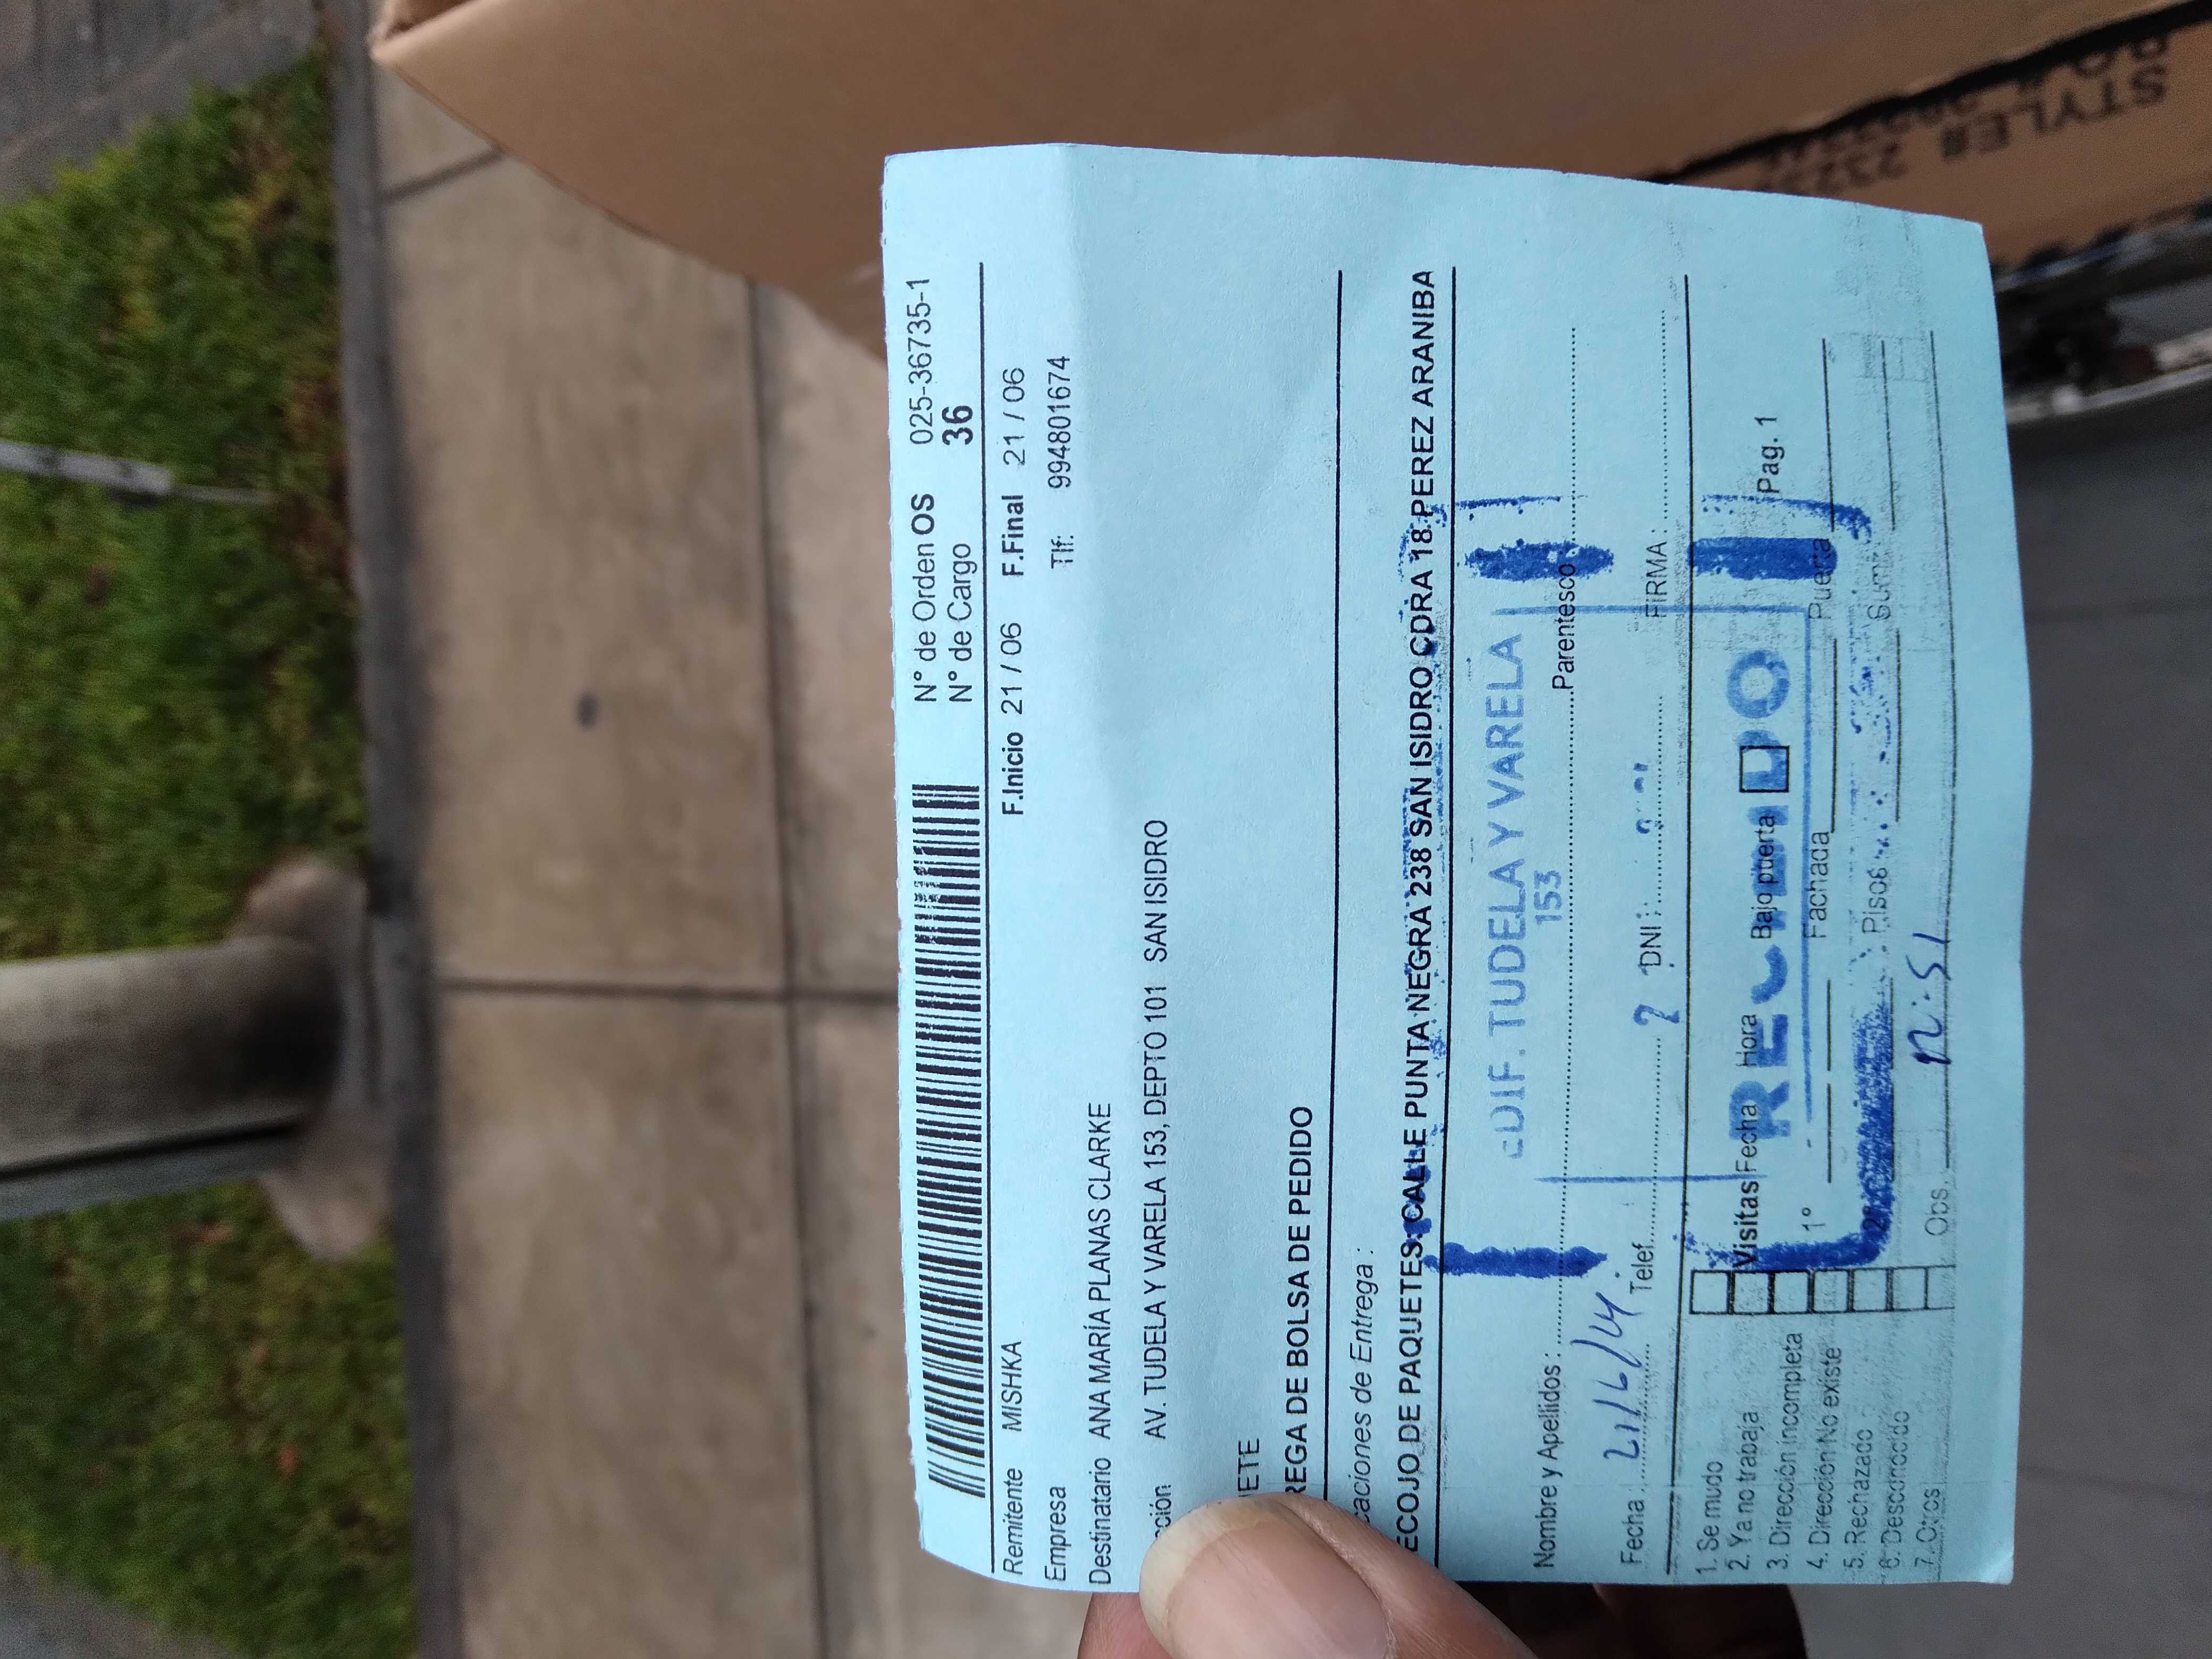 N° de Orden OS 025-36735-1
N° de Cargo 36
Remitente MISHKA F.Inicio 21 / 06 F.Final 21 / 06
Empresa Tlf: 994801674
Destinatario ANA MARÍA PLANAS CLARKE
cción AV. TUDELA Y VARELA 153, DEPTO 101 SAN ISIDRO
ETE
REGA DE BOLSA DE PEDIDO
caciones de Entrega :
ECOJO DE PAQUETES: CALLE PUNTA NEGRA 238 SAN ISIDRO CDRA 18 PEREZ ARANIBA
EDIF. TUDELA Y VARELA
153
Nombre y Apellidos : Parentesco
Fecha : 21/6/24 Telef. DNI : FIRMA :
RECIBIDO
1. Se mudo
2. Ya no trabaja Visitas Fecha Hora Bajo puerta Pag. 1
3. Dirección incompleta
4. Dirección No existe 1° Fachada Puerta
5. Rechazado Pisos Sum.
6. Desconocido
7. Otros Obs. 12:51
STYLE# 2322